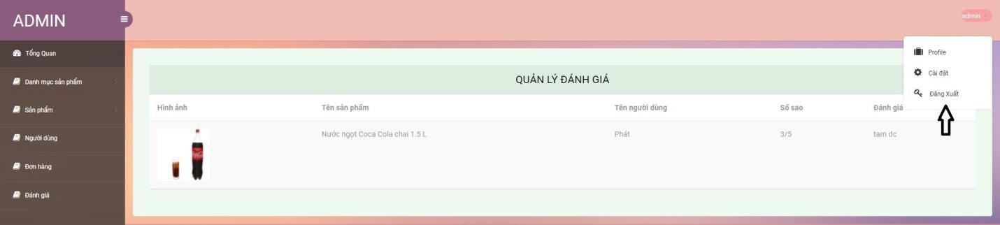 ADMIN
admin
Tổng Quan
Danh mục sản phẩm
Sản phẩm
Người dùng
Đơn hàng
Đánh giá
Profile
Cài đặt
Đăng Xuất
QUẢN LÝ ĐÁNH GIÁ
Hình ảnh Tên sản phẩm Tên người dùng Số sao Đánh giá
Nước ngọt Coca Cola chai 1.5 L Phát 3/5 tam dc